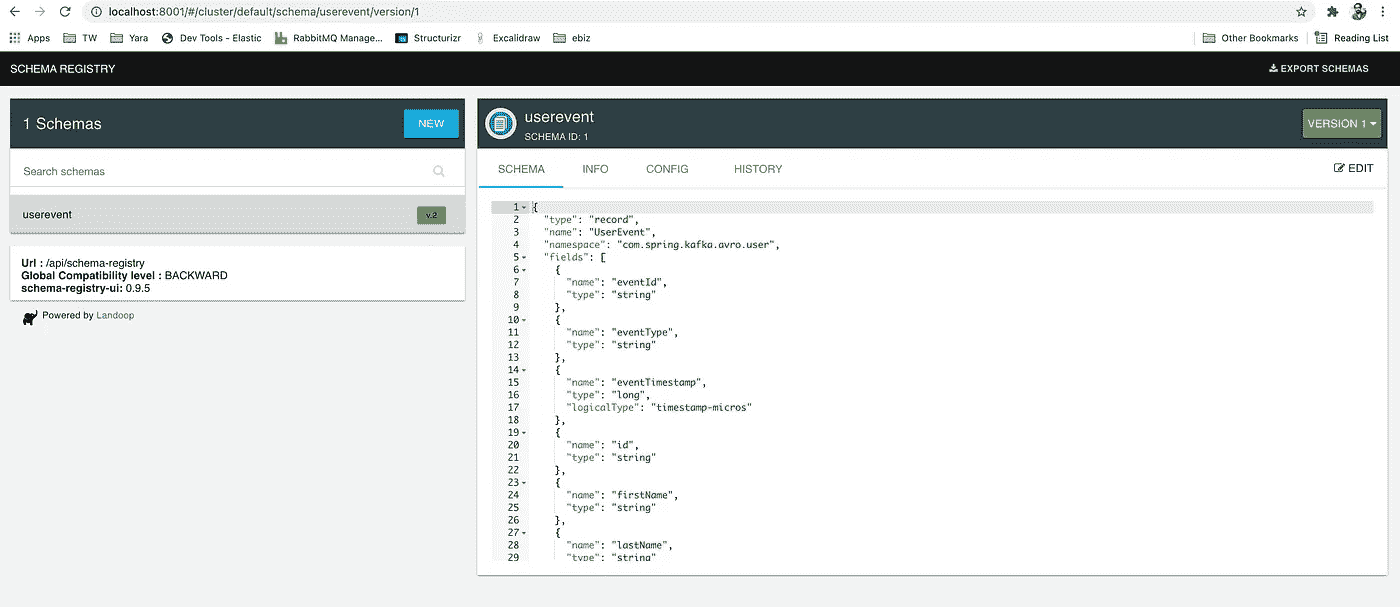 localhost:8001/#/cluster/default/schema/userevent/version/1
Apps TW Yara Dev Tools - Elastic RabbitMQ Manage... Structurizr Excalidraw ebiz Other Bookmarks Reading List
SCHEMA REGISTRY EXPORT SCHEMAS
1 Schemas NEW
Search schemas
userevent v.2
Url : /api/schema-registry
Global Compatibility level : BACKWARD
schema-registry-ui: 0.9.5
Powered by Landoop
userevent
SCHEMA ID: 1
VERSION 1
SCHEMA INFO CONFIG HISTORY EDIT
1 {
2 "type": "record",
3 "name": "UserEvent",
4 "namespace": "com.spring.kafka.avro.user",
5 "fields": [
6 {
7 "name": "eventId",
8 "type": "string"
9 },
10 {
11 "name": "eventType",
12 "type": "string"
13 },
14 {
15 "name": "eventTimestamp",
16 "type": "long",
17 "logicalType": "timestamp-micros"
18 },
19 {
20 "name": "id",
21 "type": "string"
22 },
23 {
24 "name": "firstName",
25 "type": "string"
26 },
27 {
28 "name": "lastName",
29 "type": "string"